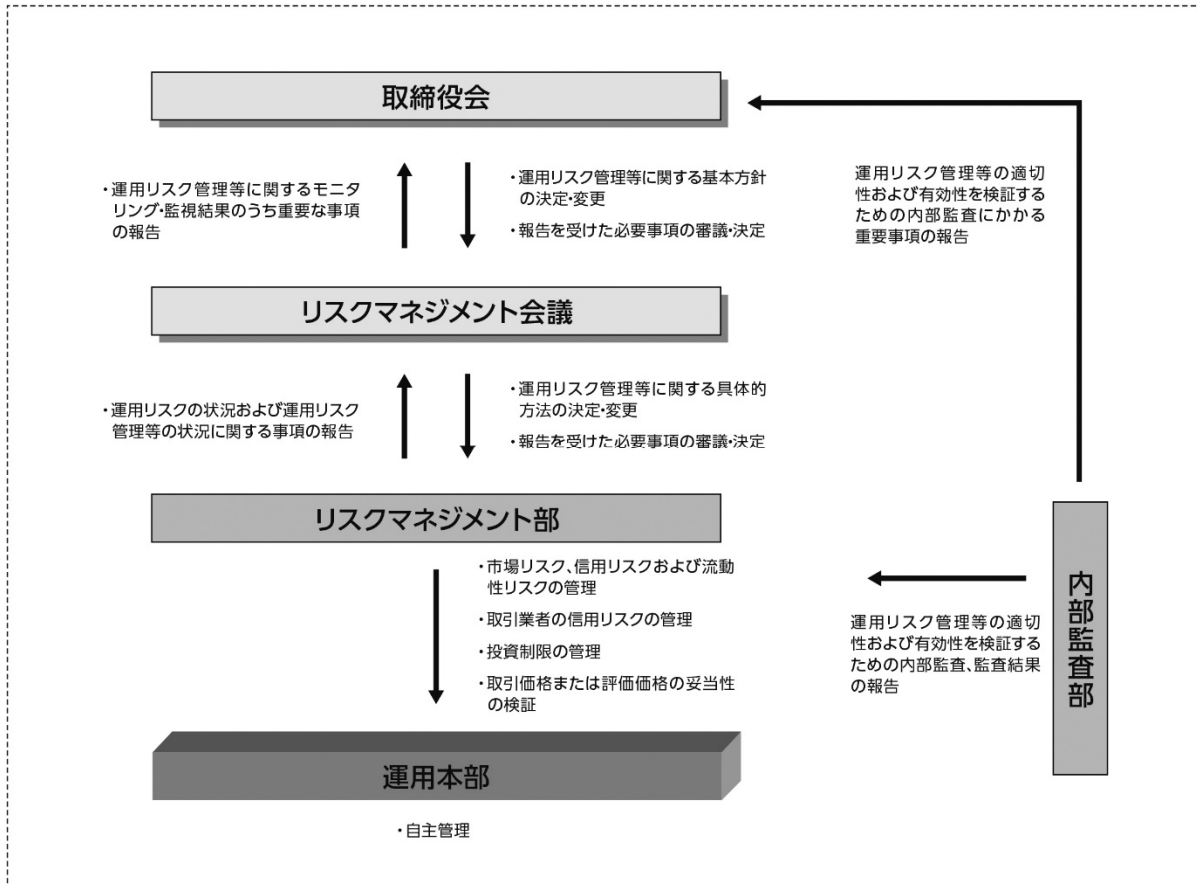 取締役会
・運用リスク管理等に関するモニタ
リング・監視結果のうち重要な事項
の報告
・運用リスク管理等に関する基本方針
の決定・変更
・報告を受けた必要事項の審議・決定
運用リスク管理等の適切
性および有効性を検証する
ための内部監査にかかる
重要事項の報告
リスクマネジメント会議
・運用リスクの状況および運用リスク
管理等の状況に関する事項の報告
・運用リスク管理等に関する具体的
方法の決定・変更
・報告を受けた必要事項の審議・決定
リスクマネジメント部
・市場リスク、信用リスクおよび流動
性リスクの管理
・取引業者の信用リスクの管理
・投資制限の管理
・取引価格または評価価格の妥当性
の検証
運用リスク管理等の適切
性および有効性を検証する
ための内部監査、監査結果
の報告
内部監査部
運用本部
・自主管理